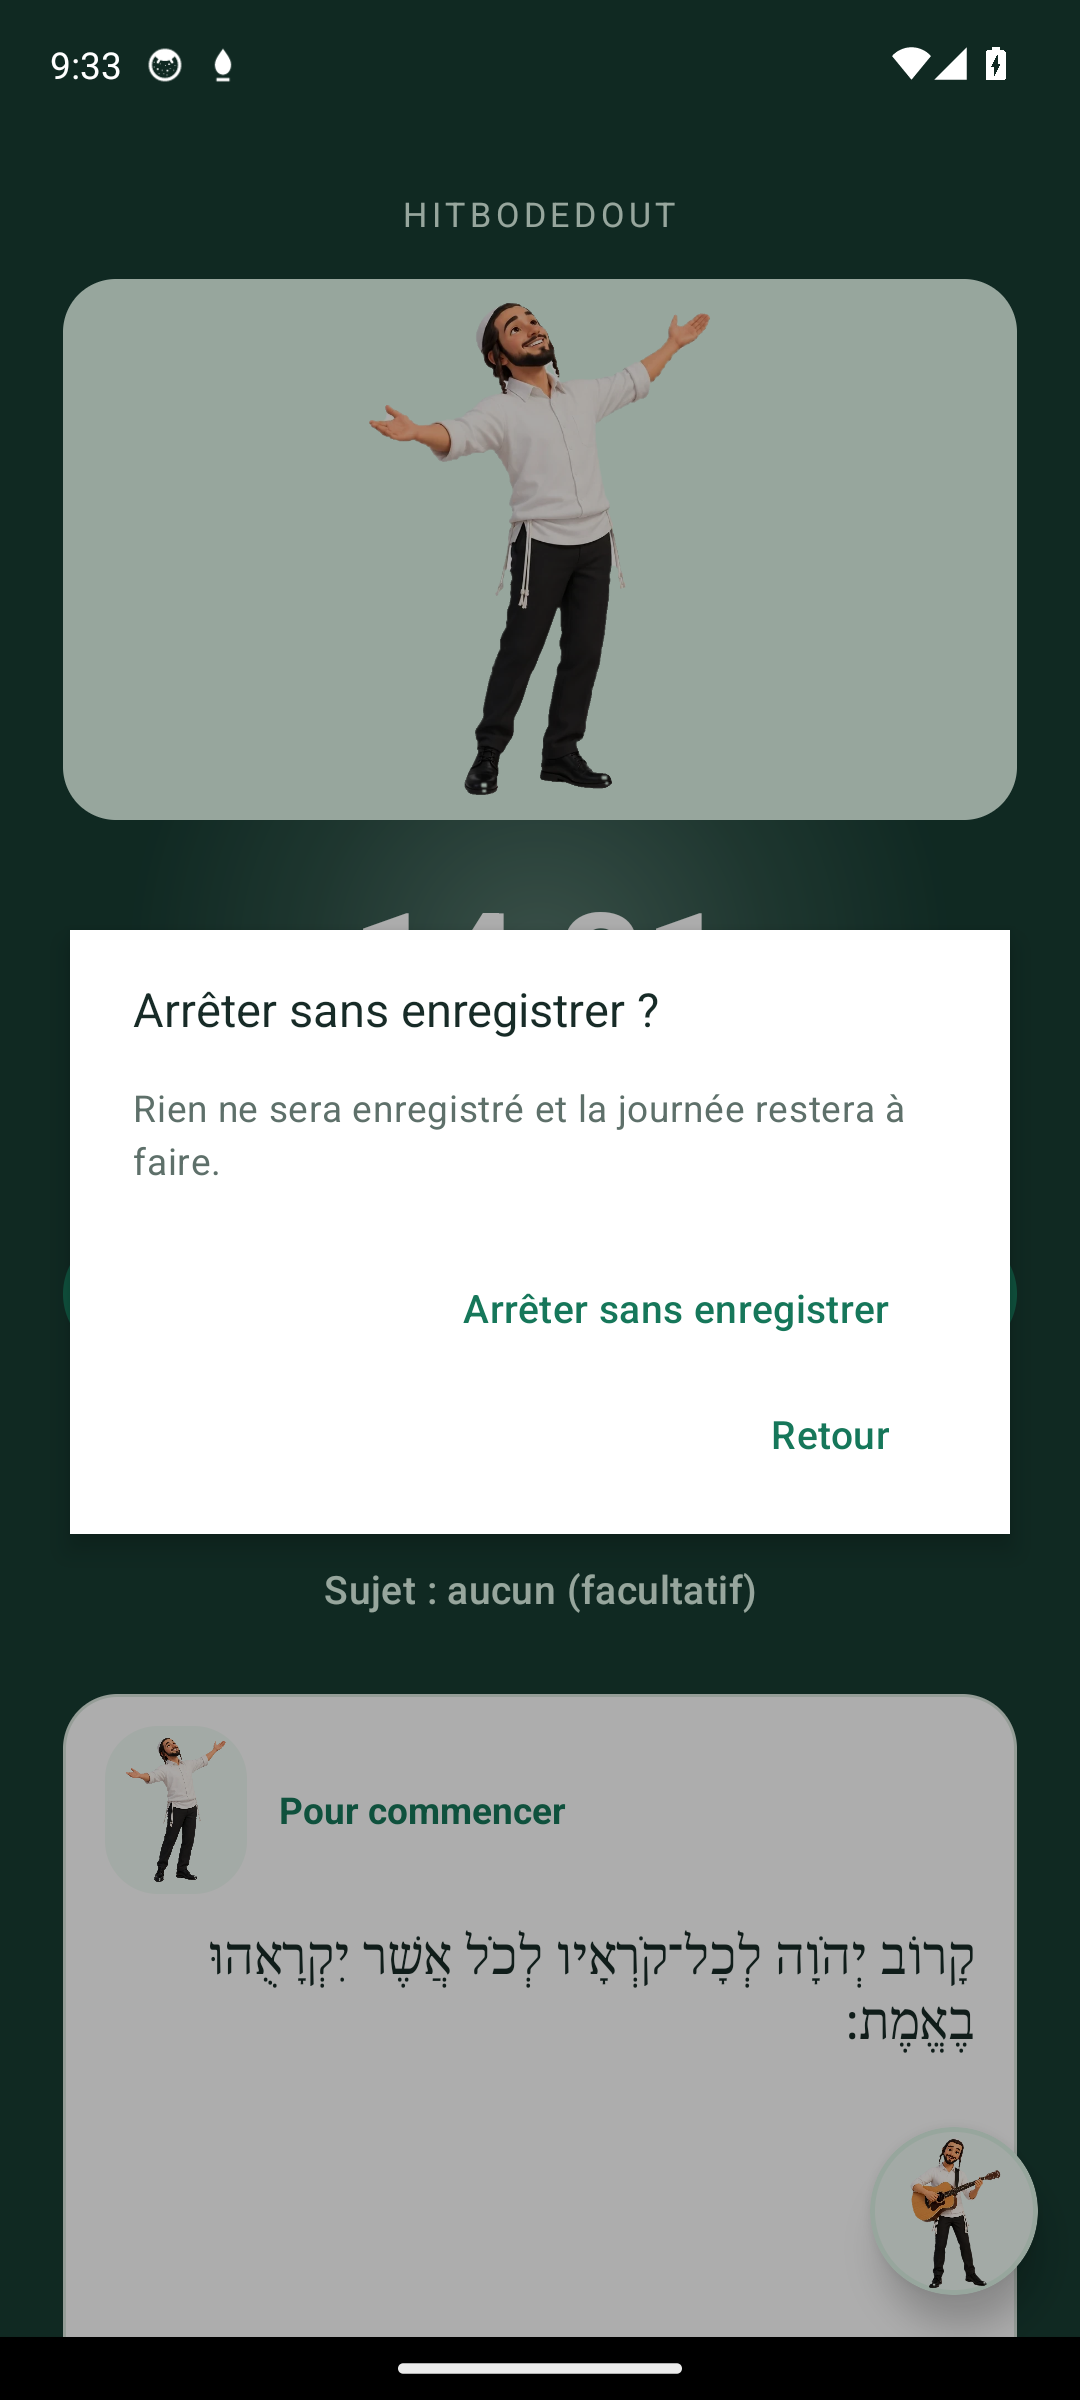 9:33
HITBODEDOUT
Arrêter sans enregistrer ?
Rien ne sera enregistré et la journée restera à
faire.
Arrêter sans enregistrer
Retour
Sujet : aucun (facultatif)
Pour commencer
קָרוֹב יְהֹוָה לְכָל־קֹרְאָיו לְכֹל אֲשֶׁר יִקְרָאֻהוּ
בֶאֱמֶת׃